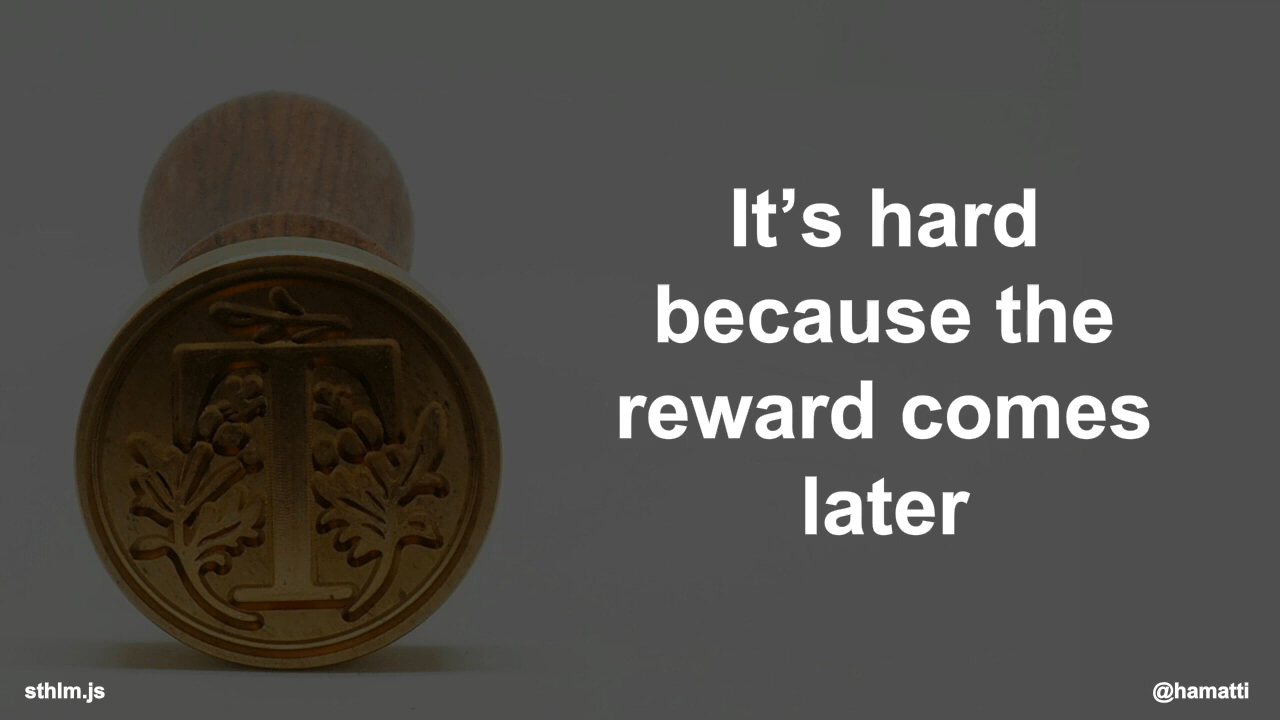 T
It’s hard
because the
reward comes
later
sthlm.js
@hamatti